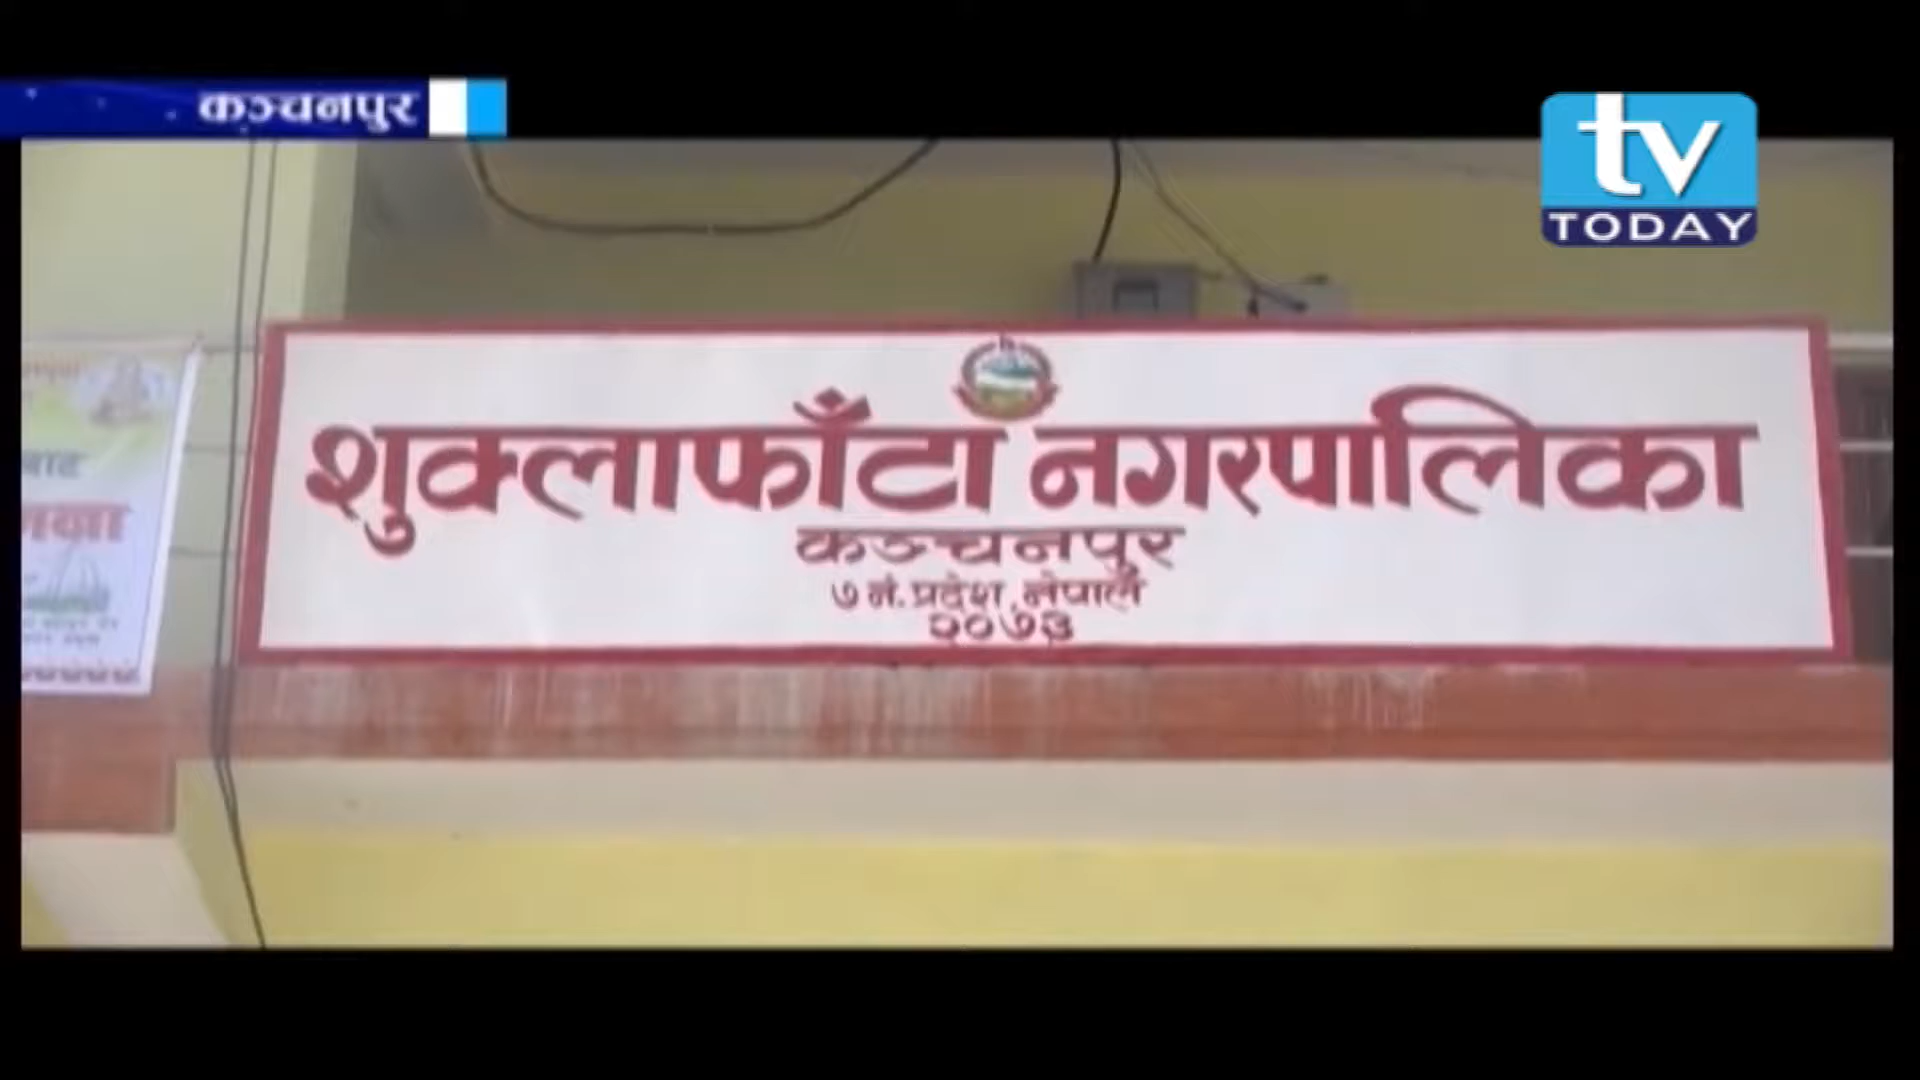 कञ्चनपुर
tv
TODAY
शुक्लाफाँटा नगरपालिका
कञ्चनपुर
७ नं. प्रदेश, नेपाल
२०७३